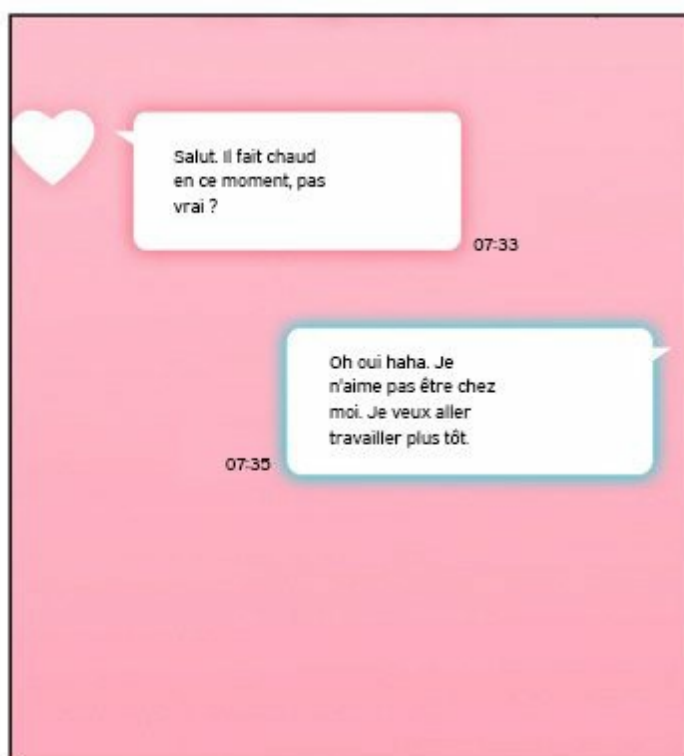 Salut. Il fait chaud
en ce moment, pas
vrai ?
07:33
Oh oui haha. Je
n'aime pas être chez
moi. Je veux aller
travailler plus tôt.
07:35